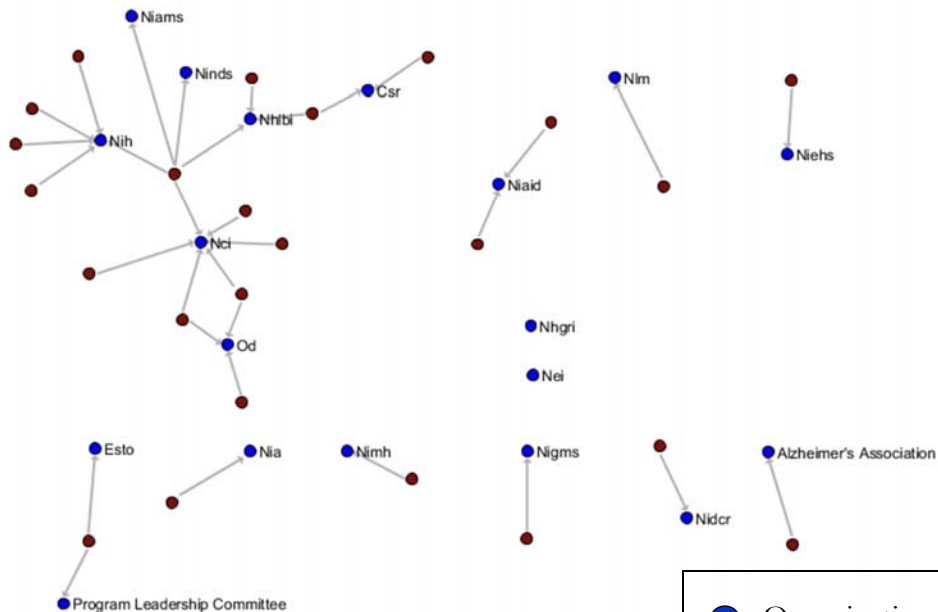 Niams
Ninds
Csr
Nhlbi
Nih
Nlm
Niehs
Niaid
Nci
Nhgri
Od
Nei
Esto
Nia
Nimh
Nigms
Alzheimer's Association
Nidcr
Program Leadership Committee